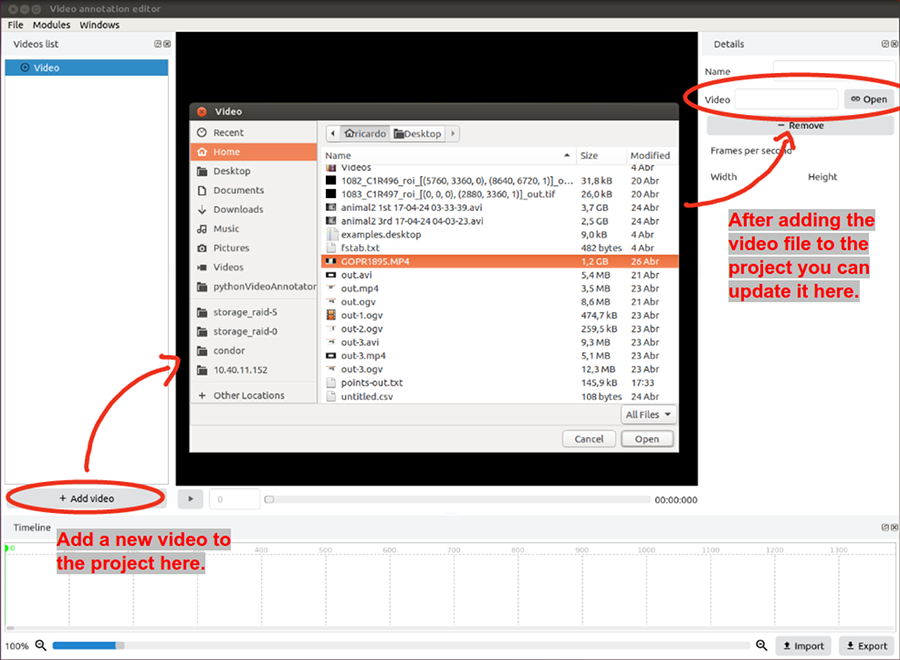 Video annotation editor
File Modules Windows
Videos list
Video
Video
Recent
Home
Desktop
Documents
Downloads
Music
Pictures
Videos
pythonVideoAnnotator
storage_raid-5
storage_raid-0
condor
10.40.11.152
+ Other Locations
ricardo Desktop
Name Size Modified
Videos 4 Abr
1082_C1R496_roi_[(5760, 3360, 0), (8640, 6720, 1)]_o... 31,8 kB 20 Abr
1083_C1R497_roi_[(0, 0, 0), (2880, 3360, 1)]_out.tif 26,0 kB 20 Abr
animal2 1st 17-04-24 03-33-39.avi 3,7 GB 24 Abr
animal2 3rd 17-04-24 04-03-23.avi 2,5 GB 24 Abr
examples.desktop 9,0 kB 4 Abr
fstab.txt 482 bytes 4 Abr
GOPR1895.MP4 1,2 GB 26 Abr
out.avi 5,4 MB 21 Abr
out.mp4 3,5 MB 23 Abr
out.ogv 8,6 MB 21 Abr
out-1.ogv 474,7 kB 23 Abr
out-2.ogv 259,5 kB 23 Abr
out-3.avi 9,3 MB 23 Abr
out-3.mp4 5,1 MB 23 Abr
out-3.ogv 12,3 MB 23 Abr
points-out.txt 145,9 kB 17:33
untitled.csv 108 bytes 24 Abr
All Files
Cancel Open
Details
Name
Video Open
− Remove
Frames per second
Width Height
After adding the
video file to the
project you can
update it here.
+ Add video
0 00:00:000
Timeline
Add a new video to
the project here.
0 400 500 600 700 800 900 1000 1100 1200 1300
100% Import Export